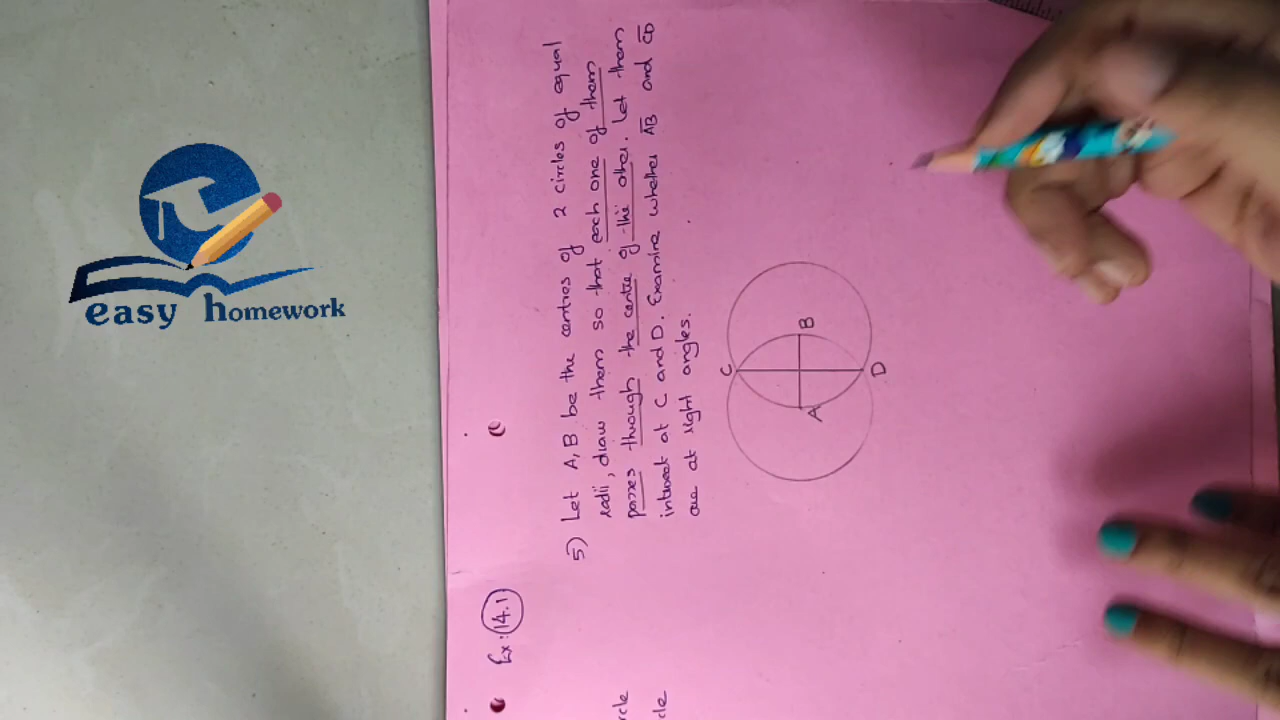 easy Homework
Ex: 14.1
5) Let A, B be the centres of 2 circles of equal
radii, draw them so that each one of them
passes through the centre of the other. Let them
intersect at C and D. Examine whether AB and CD
are at right angles.
C
A
B
D
rcle
cle